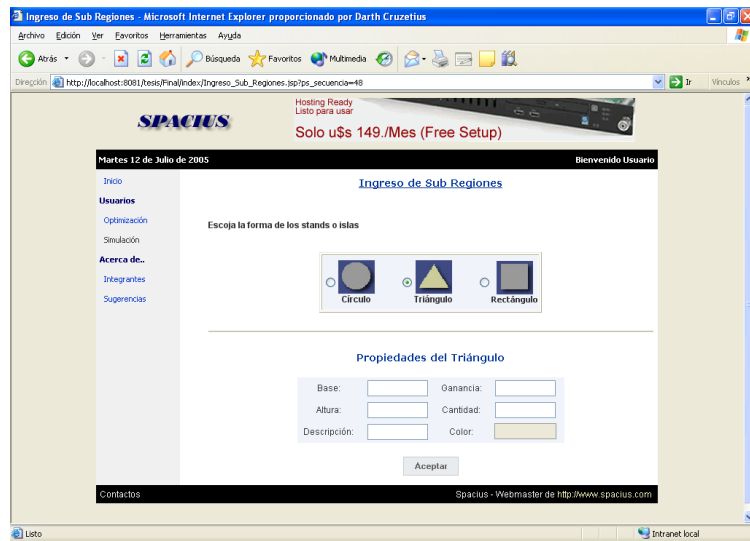 Ingreso de Sub Regiones - Microsoft Internet Explorer proporcionado por Darth Cruzetius
Archivo Edición Ver Favoritos Herramientas Ayuda
Atrás Búsqueda Favoritos Multimedia
Dirección http://localhost:8081/tesis/Final/index/Ingreso_Sub_Regiones.jsp?ps_secuencia=48 Ir Vínculos »
SPACIUS
Hosting Ready
Listo para usar
Solo u$s 149./Mes (Free Setup)
Martes 12 de Julio de 2005 Bienvenido Usuario
Inicio
Usuarios
Optimización
Simulación
Acerca de..
Integrantes
Sugerencias
Ingreso de Sub Regiones
Escoja la forma de los stands o islas
Círculo Triángulo Rectángulo
Propiedades del Triángulo
Base: Ganancia:
Altura: Cantidad:
Descripción: Color:
Aceptar
Contactos Spacius - Webmaster de http://www.spacius.com
Listo Intranet local